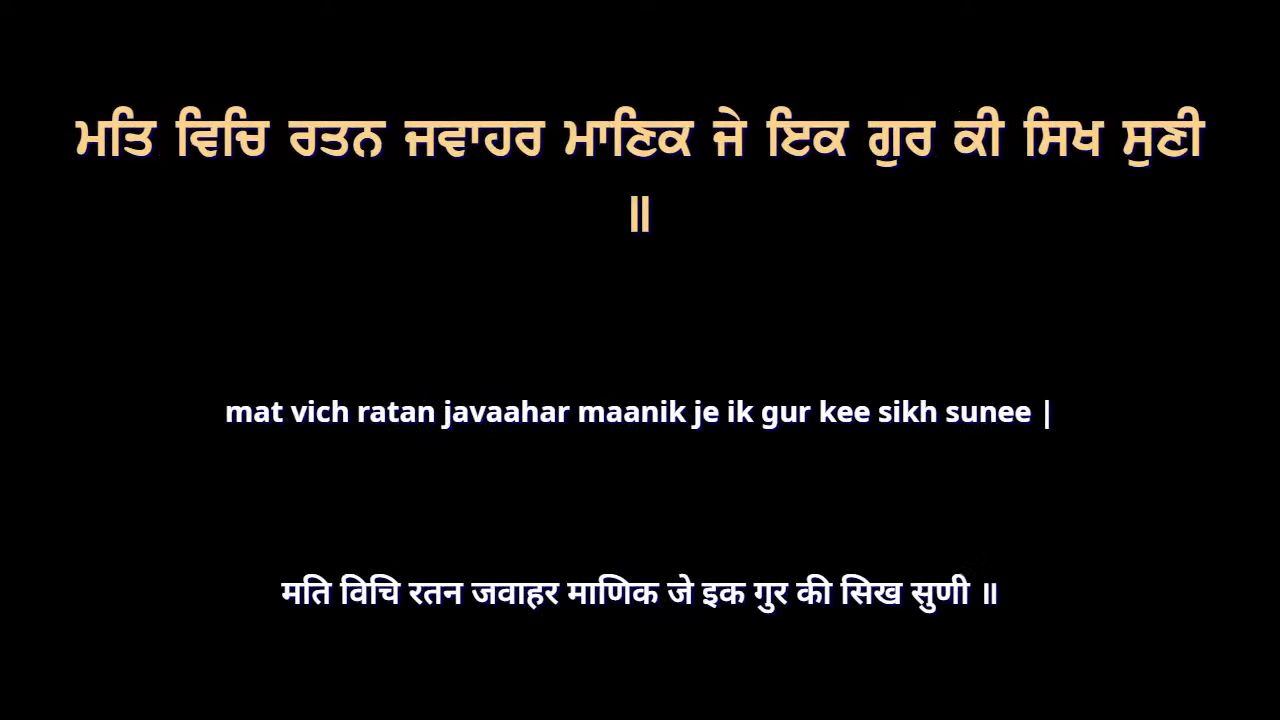 ਮਤਿ ਵਿਚਿ ਰਤਨ ਜਵਾਹਰ ਮਾਣਿਕ ਜੇ ਇਕ ਗੁਰ ਕੀ ਸਿਖ ਸੁਣੀ
॥
mat vich ratan javaahar maanik je ik gur kee sikh sunee |
मति विचि रतन जवाहर माणिक जे इक गुर की सिख सुणी ॥